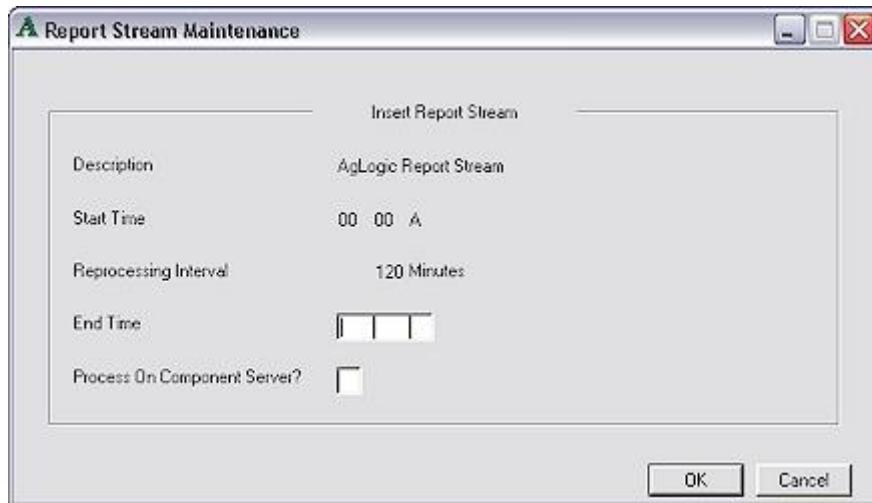 Report Stream Maintenance
Insert Report Stream
Description AgLogic Report Stream
Start Time 00 00 A
Reprocessing Interval 120 Minutes
End Time
Process On Component Server?
OK Cancel